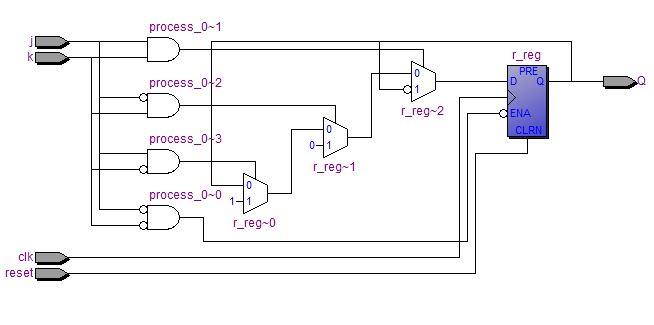 process_0~1
j
k
r_reg
process_0~2
0
1
r_reg~2
PRE
D Q
ENA
CLRN
Q
process_0~3
0
0 1
r_reg~1
process_0~0
0
1 1
r_reg~0
clk
reset